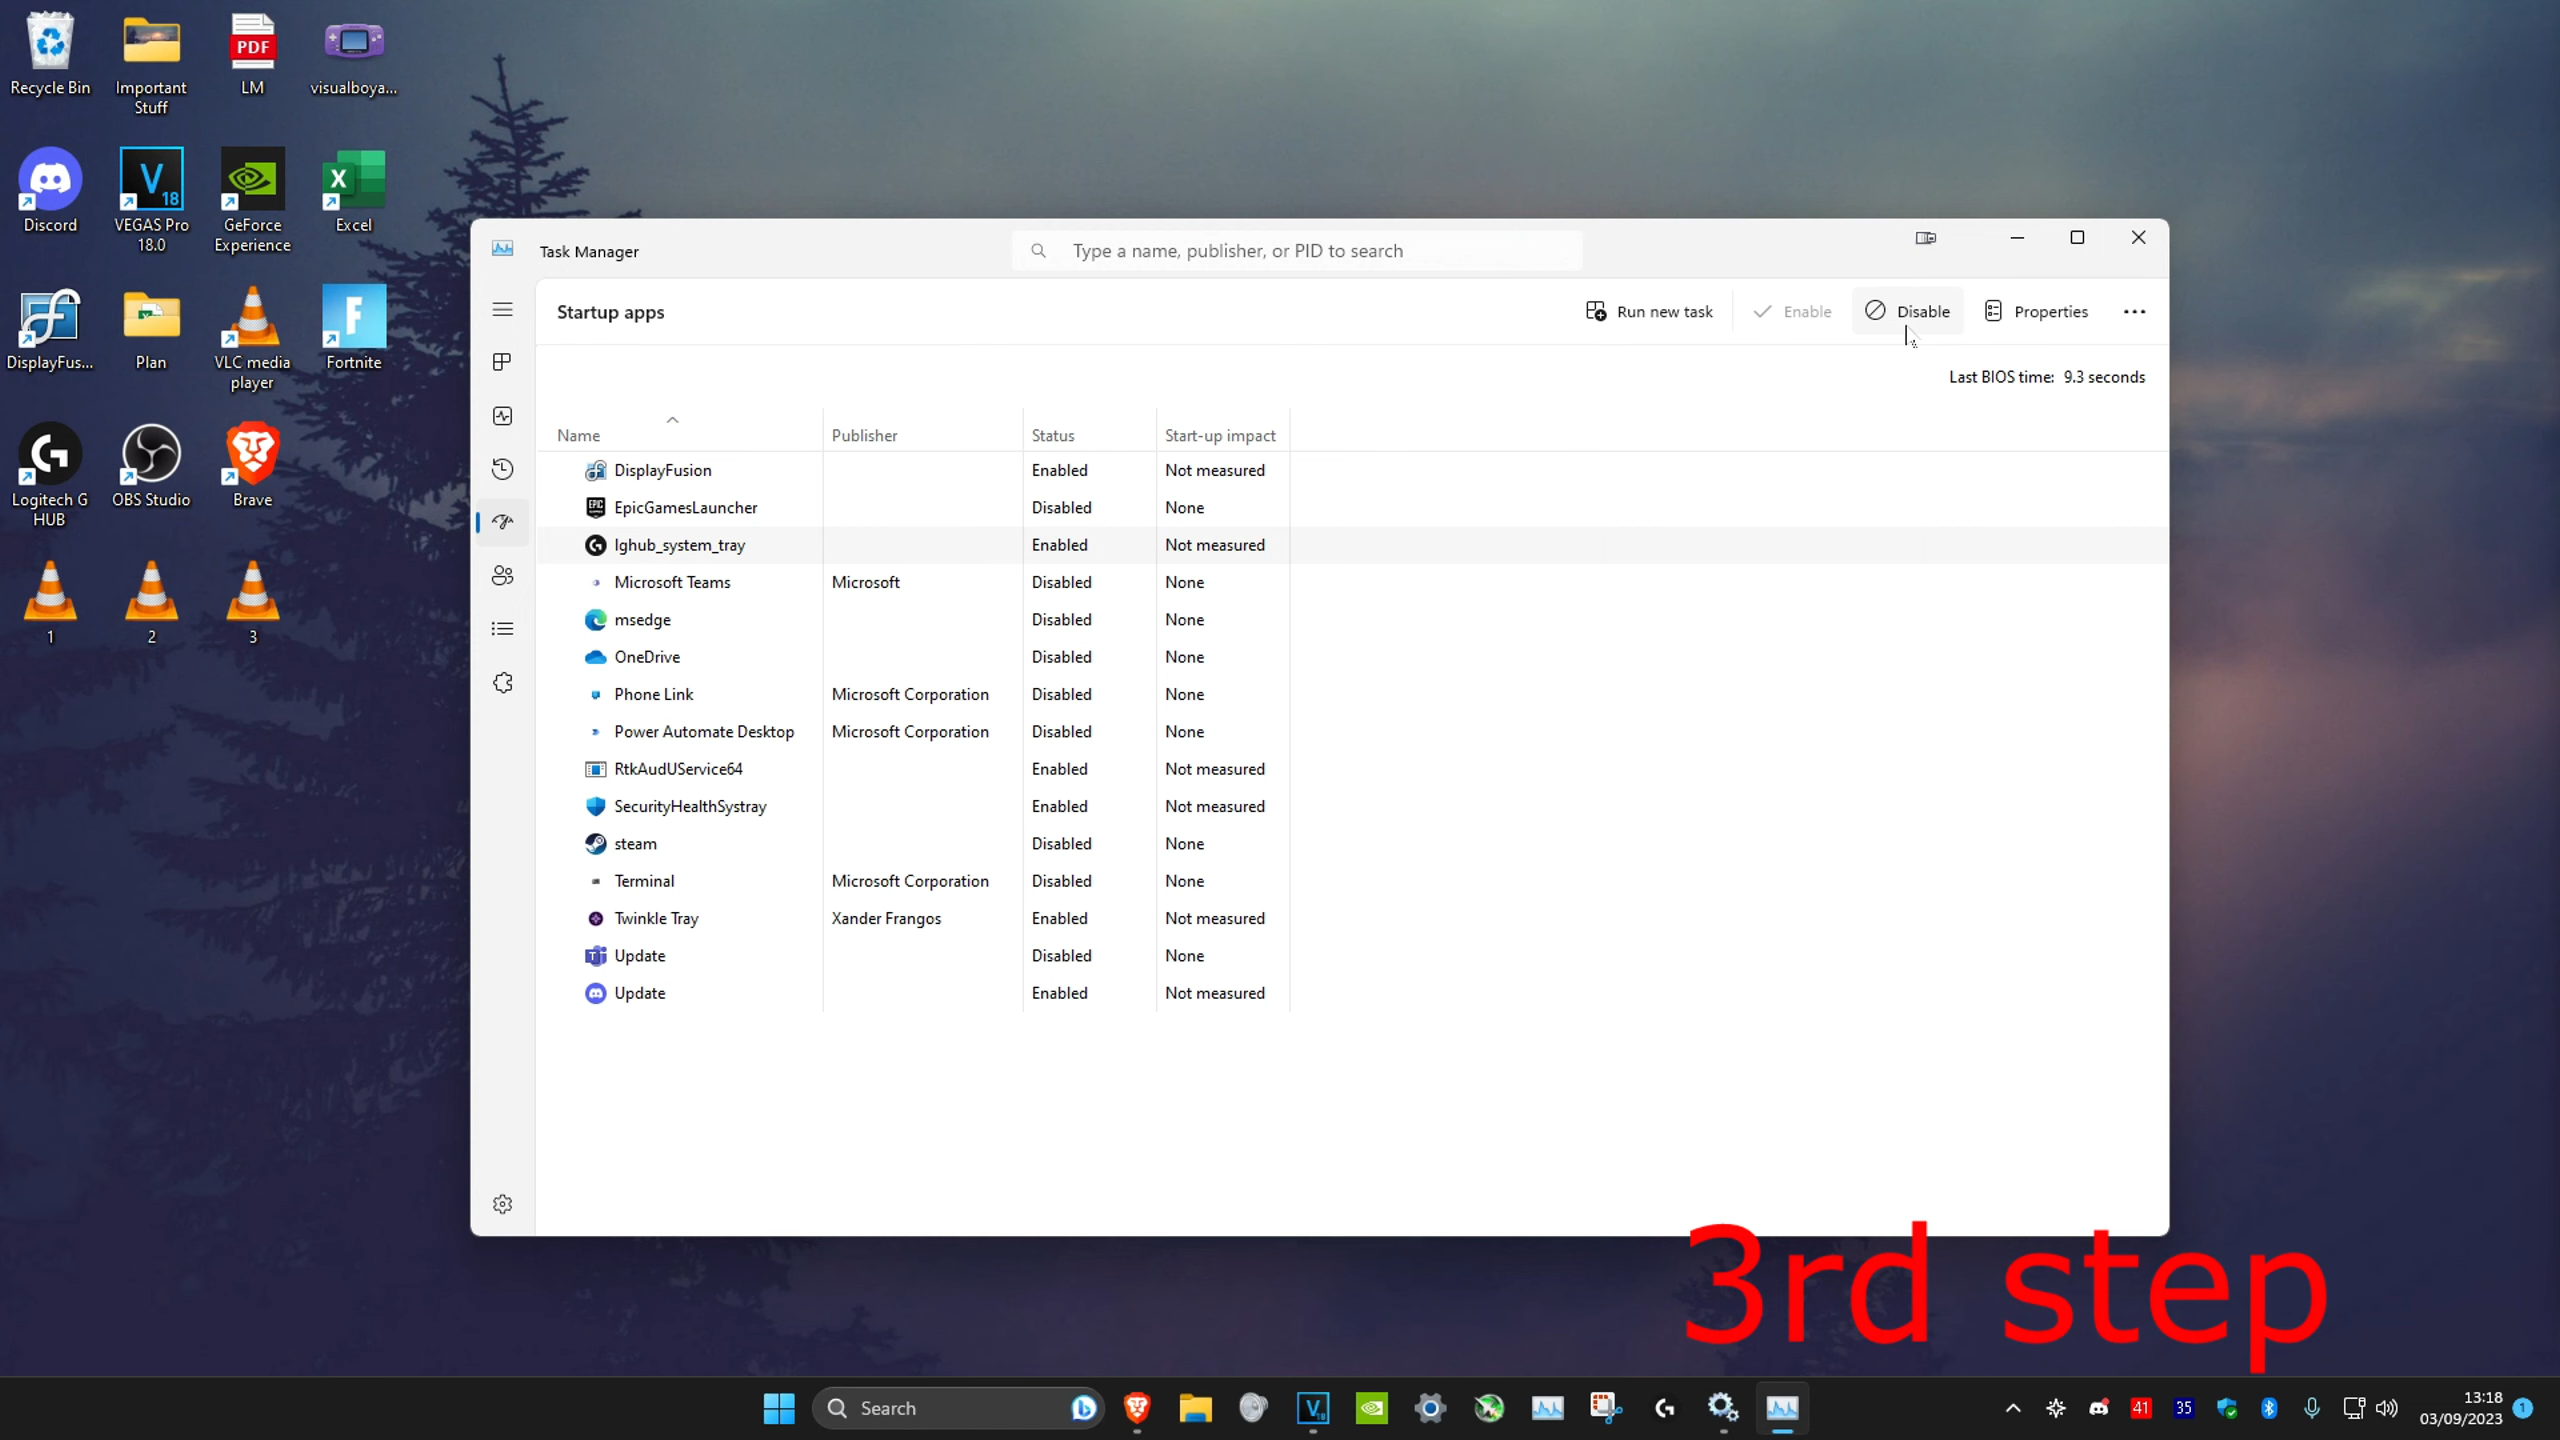 Recycle Bin
Important
Stuff
PDF
LM
visualboya...
Discord
V
18
VEGAS Pro
18.0
GeForce
Experience
X
Excel
DisplayFus...
Plan
VLC media
player
F
Fortnite
Logitech G
HUB
OBS Studio
Brave
1
2
3
Task Manager
Type a name, publisher, or PID to search
Startup apps
Run new task
Enable
Disable
Properties
Last BIOS time: 9.3 seconds
Name Publisher Status Start-up impact
DisplayFusion Enabled Not measured
EpicGamesLauncher Disabled None
lghub_system_tray Enabled Not measured
Microsoft Teams Microsoft Disabled None
msedge Disabled None
OneDrive Disabled None
Phone Link Microsoft Corporation Disabled None
Power Automate Desktop Microsoft Corporation Disabled None
RtkAudUService64 Enabled Not measured
SecurityHealthSystray Enabled Not measured
steam Disabled None
Terminal Microsoft Corporation Disabled None
Twinkle Tray Xander Frangos Enabled Not measured
Update Disabled None
Update Enabled Not measured
3rd step
Search
41
35
13:18
03/09/2023
1